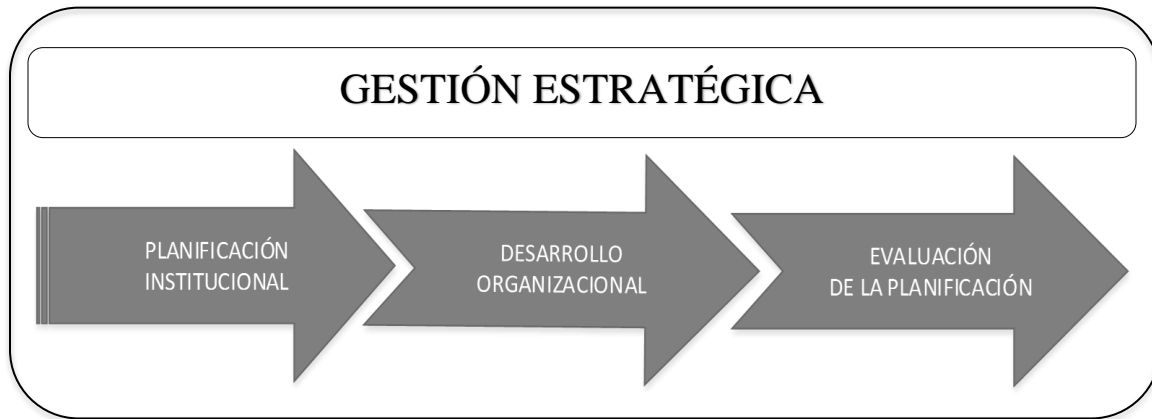 GESTIÓN ESTRATÉGICA
PLANIFICACIÓN
INSTITUCIONAL
DESARROLLO
ORGANIZACIONAL
EVALUACIÓN
DE LA PLANIFICACIÓN